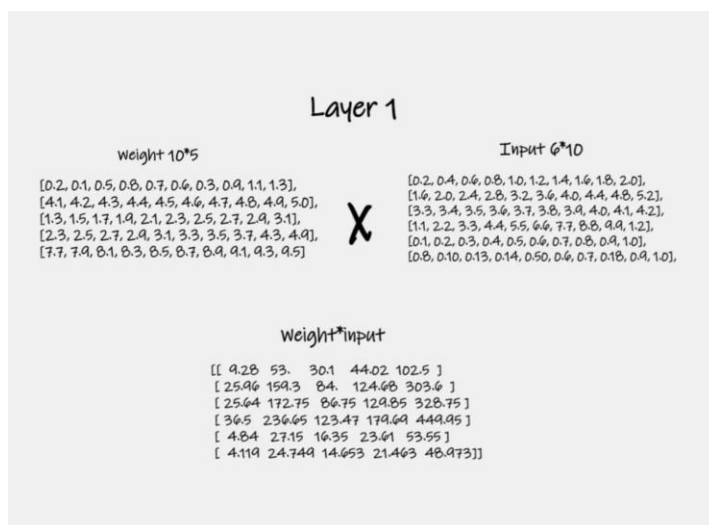 Layer 1
Weight 10*5
[0.2, 0.1, 0.5, 0.8, 0.7, 0.6, 0.3, 0.9, 1.1, 1.3],
[4.1, 4.2, 4.3, 4.4, 4.5, 4.6, 4.7, 4.8, 4.9, 5.0],
[1.3, 1.5, 1.7, 1.9, 2.1, 2.3, 2.5, 2.7, 2.9, 3.1],
[2.3, 2.5, 2.7, 2.9, 3.1, 3.3, 3.5, 3.7, 4.3, 4.9],
[7.7, 7.9, 8.1, 8.3, 8.5, 8.7, 8.9, 9.1, 9.3, 9.5]
X
Input 6*10
[0.2, 0.4, 0.6, 0.8, 1.0, 1.2, 1.4, 1.6, 1.8, 2.0],
[1.6, 2.0, 2.4, 2.8, 3.2, 3.6, 4.0, 4.4, 4.8, 5.2],
[3.3, 3.4, 3.5, 3.6, 3.7, 3.8, 3.9, 4.0, 4.1, 4.2],
[1.1, 2.2, 3.3, 4.4, 5.5, 6.6, 7.7, 8.8, 9.9, 1.2],
[0.1, 0.2, 0.3, 0.4, 0.5, 0.6, 0.7, 0.8, 0.9, 1.0],
[0.8, 0.10, 0.13, 0.14, 0.50, 0.6, 0.7, 0.18, 0.9, 1.0],
Weight*input
[[ 9.28 53. 30.1 44.02 102.5 ]
[ 25.96 159.3 84. 124.68 303.6 ]
[ 25.64 172.75 86.75 129.85 328.75 ]
[ 36.5 236.65 123.47 179.69 449.95 ]
[ 4.84 27.15 16.35 23.61 53.55 ]
[ 4.119 24.749 14.653 21.463 48.973]]